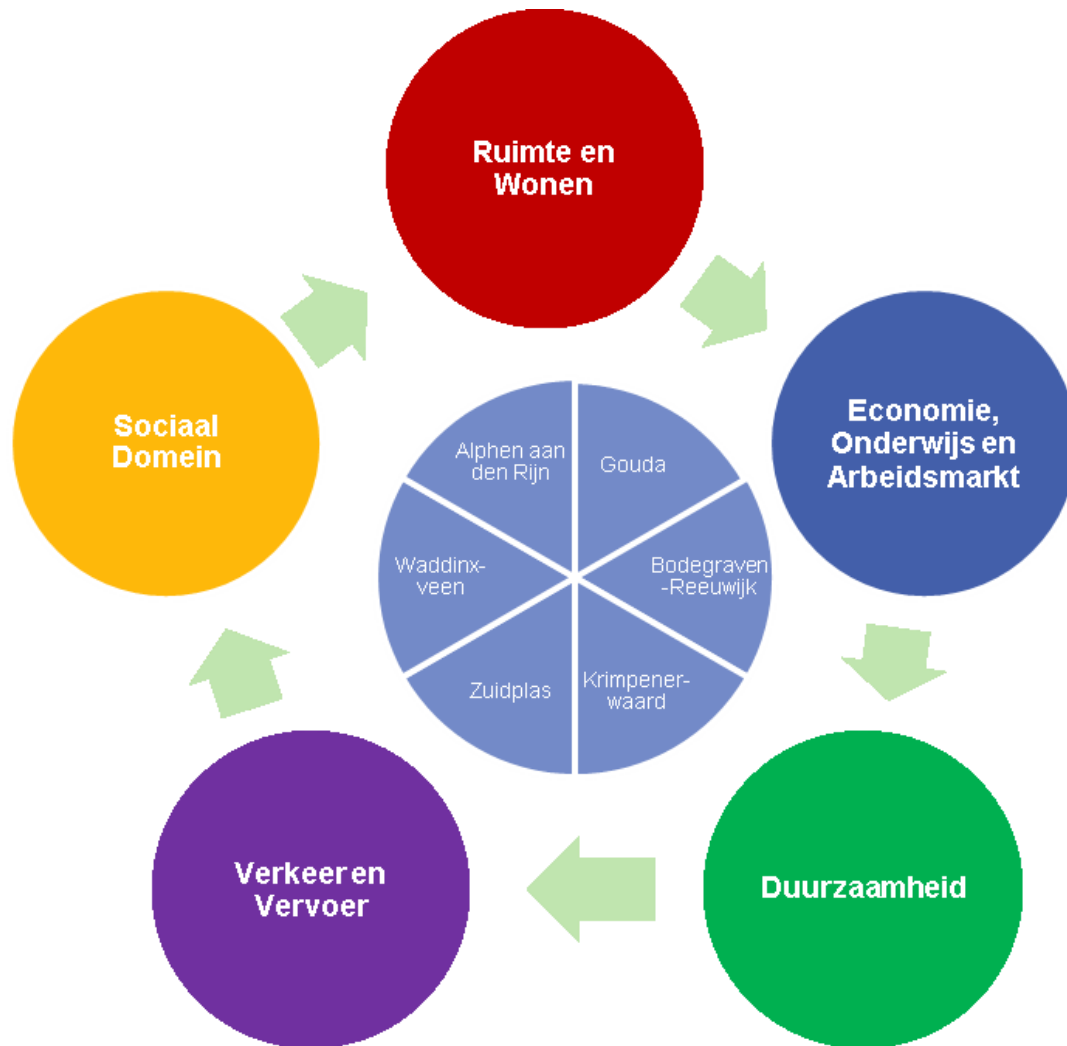 Ruimte en
Wonen
Economie,
Onderwijs en
Arbeidsmarkt
Duurzaamheid
Verkeer en
Vervoer
Sociaal
Domein
Alphen aan
den Rijn
Gouda
Bodegraven
-Reeuwijk
Krimpener-
waard
Zuidplas
Waddinx-
veen